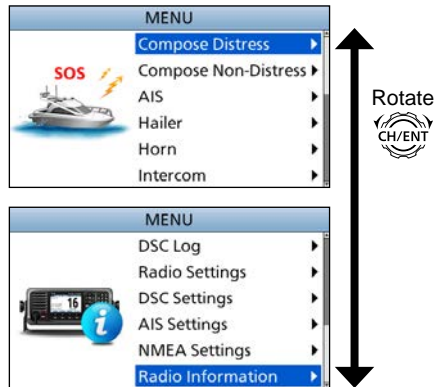 MENU
Compose Distress
SOS
Compose Non-Distress
AIS
Hailer
Horn
Intercom
Rotate
CH/ENT
MENU
DSC Log
Radio Settings
DSC Settings
16
AIS Settings
i
NMEA Settings
Radio Information